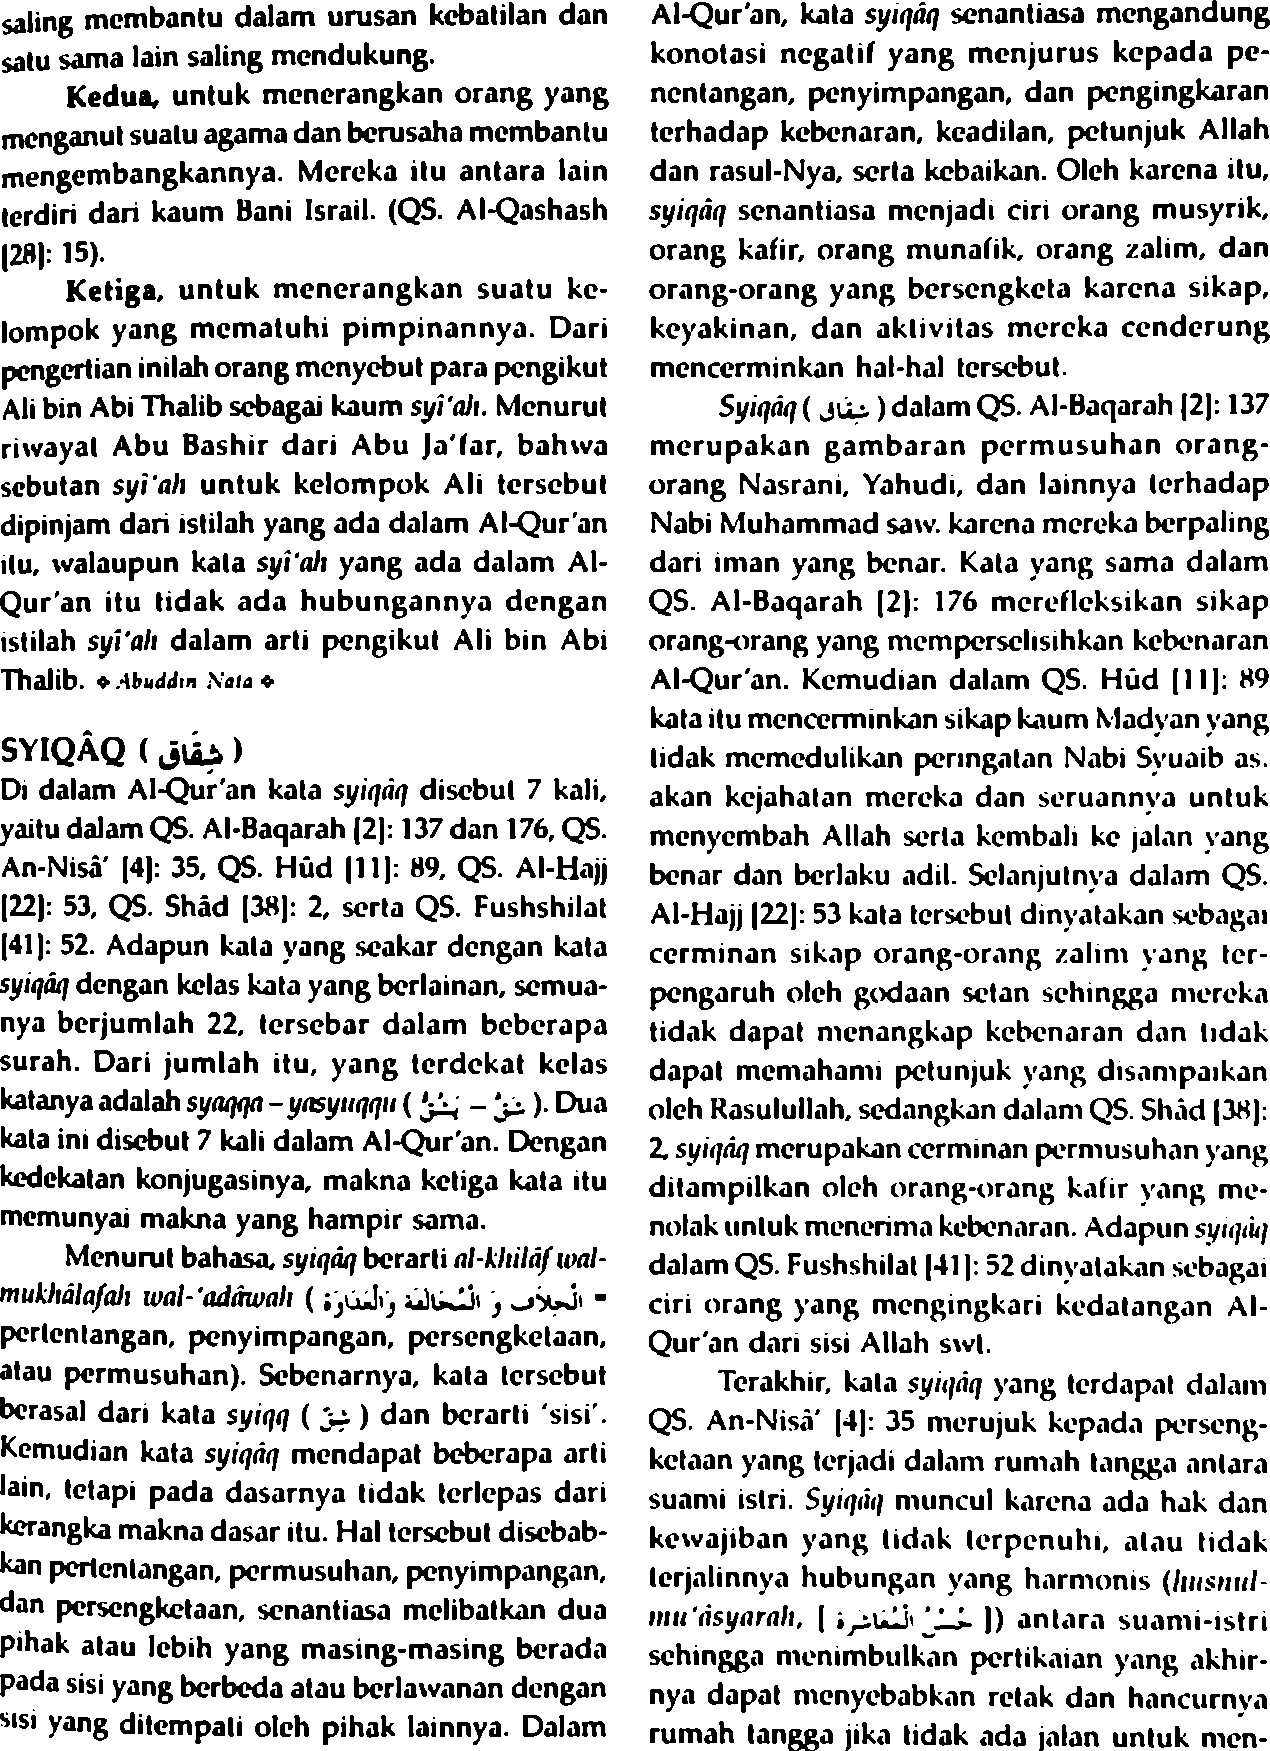 saling membantu dalam urusan kebatilan dan
satu sama lain saling mendukung.
Kedua, untuk menerangkan orang yang
menganut suatu agama dan berusaha membantu
mengembangkannya. Mereka itu antara lain
terdiri dari kaum Bani Israil. (QS. Al-Qashash
[28]: 15).
Ketiga, untuk menerangkan suatu ke-
lompok yang mematuhi pimpinannya. Dari
pengertian inilah orang menyebut para pengikut
Ali bin Abi Thalib sebagai kaum syî'ah. Menurut
riwayat Abu Bashir dari Abu Ja'far, bahwa
sebutan syî'ah untuk kelompok Ali tersebut
dipinjam dari istilah yang ada dalam Al-Qur'an
itu, walaupun kata syî'ah yang ada dalam Al-
Qur'an itu tidak ada hubungannya dengan
istilah syî'ah dalam arti pengikut Ali bin Abi
Thalib. ◆ Abuddin Nata ◆
SYIQÂQ ( شِقَاق )
Di dalam Al-Qur'an kata syiqâq disebut 7 kali,
yaitu dalam QS. Al-Baqarah [2]: 137 dan 176, QS.
An-Nisâ' [4]: 35, QS. Hûd [11]: 89, QS. Al-Hajj
[22]: 53, QS. Shâd [38]: 2, serta QS. Fushshilat
[41]: 52. Adapun kata yang seakar dengan kata
syiqâq dengan kelas kata yang berlainan, semua-
nya berjumlah 22, tersebar dalam beberapa
surah. Dari jumlah itu, yang terdekat kelas
katanya adalah syaqqa – yasyuqqu ( شَقَّ – يَشُقُّ ). Dua
kata ini disebut 7 kali dalam Al-Qur'an. Dengan
kedekatan konjugasinya, makna ketiga kata itu
memunyai makna yang hampir sama.
Menurut bahasa, syiqâq berarti al-khilâf wal-
mukhâlafah wal-'adâwah ( الْخِلَاف وَ الْمُخَالَفَة وَ الْعَدَاوَة =
pertentangan, penyimpangan, persengketaan,
atau permusuhan). Sebenarnya, kata tersebut
berasal dari kata syiqq ( شِقّ ) dan berarti 'sisi'.
Kemudian kata syiqâq mendapat beberapa arti
lain, tetapi pada dasarnya tidak terlepas dari
kerangka makna dasar itu. Hal tersebut disebab-
kan pertentangan, permusuhan, penyimpangan,
dan persengketaan, senantiasa melibatkan dua
pihak atau lebih yang masing-masing berada
pada sisi yang berbeda atau berlawanan dengan
sisi yang ditempati oleh pihak lainnya. Dalam
Al-Qur'an, kata syiqâq senantiasa mengandung
konotasi negatif yang menjurus kepada pe-
nentangan, penyimpangan, dan pengingkaran
terhadap kebenaran, keadilan, petunjuk Allah
dan rasul-Nya, serta kebaikan. Oleh karena itu,
syiqâq senantiasa menjadi ciri orang musyrik,
orang kafir, orang munafik, orang zalim, dan
orang-orang yang bersengketa karena sikap,
keyakinan, dan aktivitas mereka cenderung
mencerminkan hal-hal tersebut.
Syiqâq ( شِقَاق ) dalam QS. Al-Baqarah [2]: 137
merupakan gambaran permusuhan orang-
orang Nasrani, Yahudi, dan lainnya terhadap
Nabi Muhammad saw. karena mereka berpaling
dari iman yang benar. Kata yang sama dalam
QS. Al-Baqarah [2]: 176 merefleksikan sikap
orang-orang yang memperselisihkan kebenaran
Al-Qur'an. Kemudian dalam QS. Hûd [11]: 89
kata itu mencerminkan sikap kaum Madyan yang
tidak memedulikan peringatan Nabi Syuaib as.
akan kejahatan mereka dan seruannya untuk
menyembah Allah serta kembali ke jalan yang
benar dan berlaku adil. Selanjutnya dalam QS.
Al-Hajj [22]: 53 kata tersebut dinyatakan sebagai
cerminan sikap orang-orang zalim yang ter-
pengaruh oleh godaan setan sehingga mereka
tidak dapat menangkap kebenaran dan tidak
dapat memahami petunjuk yang disampaikan
oleh Rasulullah, sedangkan dalam QS. Shâd [38]:
2, syiqâq merupakan cerminan permusuhan yang
ditampilkan oleh orang-orang kafir yang me-
nolak untuk menerima kebenaran. Adapun syiqâq
dalam QS. Fushshilat [41]: 52 dinyatakan sebagai
ciri orang yang mengingkari kedatangan Al-
Qur'an dari sisi Allah swt.
Terakhir, kata syiqâq yang terdapat dalam
QS. An-Nisâ' [4]: 35 merujuk kepada perseng-
ketaan yang terjadi dalam rumah tangga antara
suami istri. Syiqâq muncul karena ada hak dan
kewajiban yang tidak terpenuhi, atau tidak
terjalinnya hubungan yang harmonis (husnul-
mu'âsyarah, [ حُسْنُ الْمُعَاشَرَة ]) antara suami-istri
sehingga menimbulkan pertikaian yang akhir-
nya dapat menyebabkan retak dan hancurnya
rumah tangga jika tidak ada jalan untuk men-